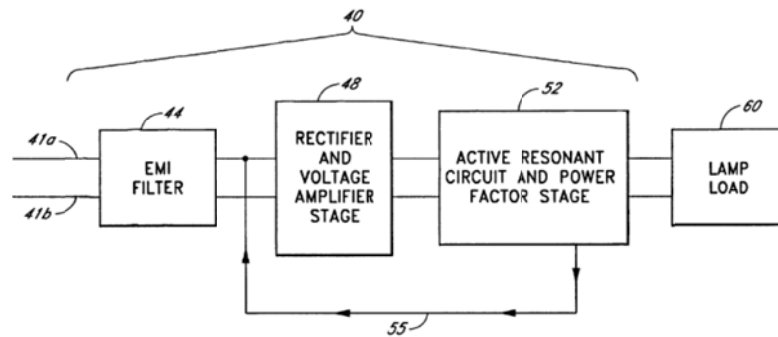 40
41a
41b
44
EMI
FILTER
48
RECTIFIER
AND
VOLTAGE
AMPLIFIER
STAGE
52
ACTIVE RESONANT
CIRCUIT AND POWER
FACTOR STAGE
60
LAMP
LOAD
55